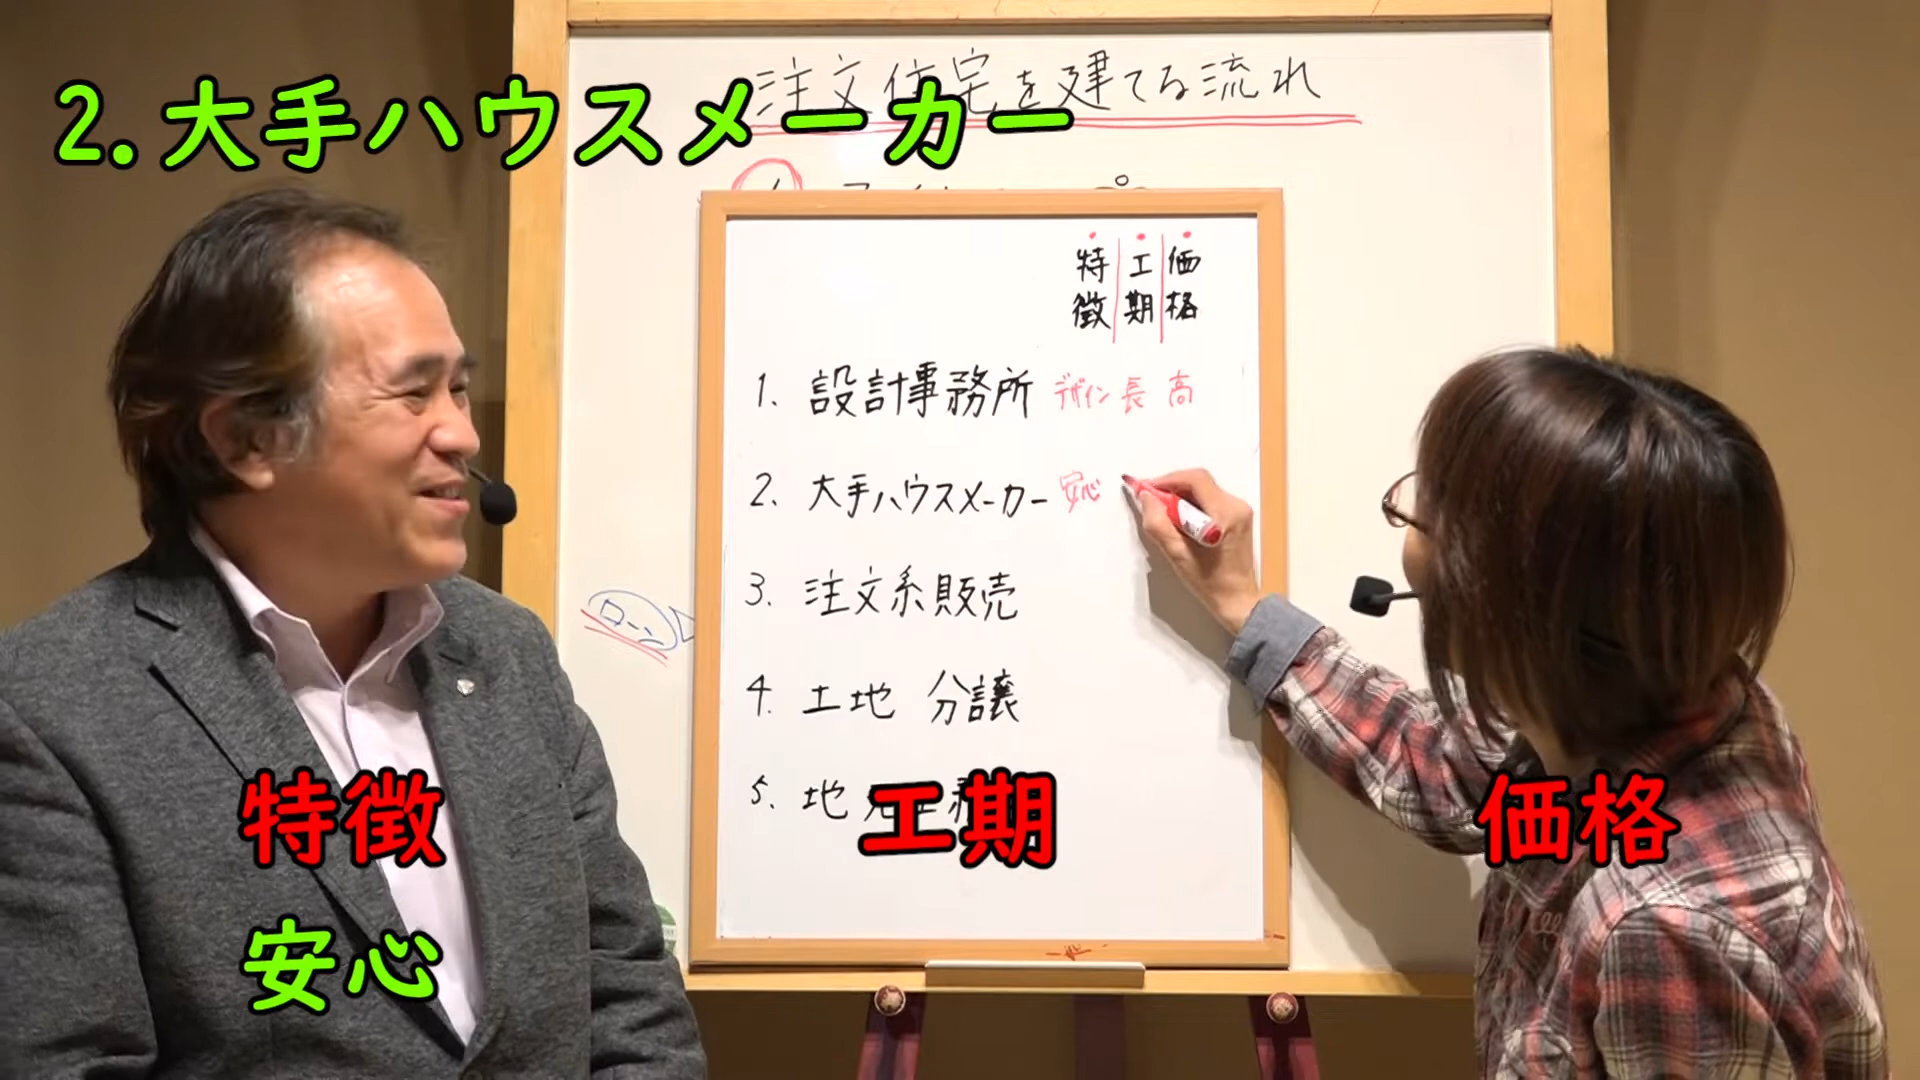 注文住宅を建てる流れ
2.大手ハウスメーカー
特徴 工期 価格
1. 設計事務所 デザイン 長 高
2. 大手ハウスメーカー 安心
3. 注文系販売
4. 土地 分譲
5. 地
ローン
特徴 工期 価格
安心